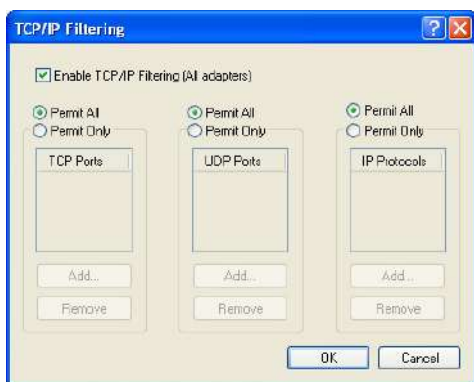 TCP/IP Filtering
Enable TCP/IP Filtering (All adapters)
Permit All
Permit Only
TCP Ports
Add...
Remove
Permit All
Permit Only
UDP Ports
Add...
Remove
Permit All
Permit Only
IP Protocols
Add...
Remove
OK
Cancel